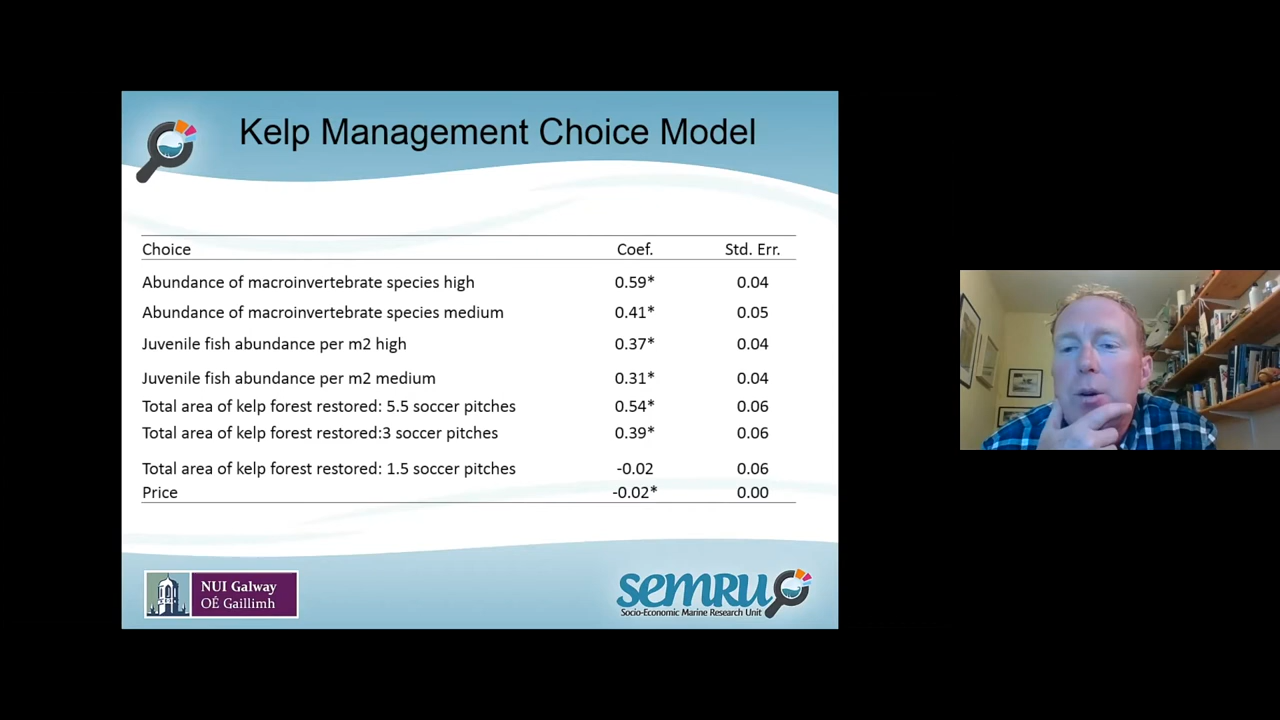 Kelp Management Choice Model
Choice Coef. Std. Err.
Abundance of macroinvertebrate species high 0.59* 0.04
Abundance of macroinvertebrate species medium 0.41* 0.05
Juvenile fish abundance per m2 high 0.37* 0.04
Juvenile fish abundance per m2 medium 0.31* 0.04
Total area of kelp forest restored: 5.5 soccer pitches 0.54* 0.06
Total area of kelp forest restored:3 soccer pitches 0.39* 0.06
Total area of kelp forest restored: 1.5 soccer pitches -0.02 0.06
Price -0.02* 0.00
NUI Galway
OÉ Gaillimh
semru
Socio-Economic Marine Research Unit